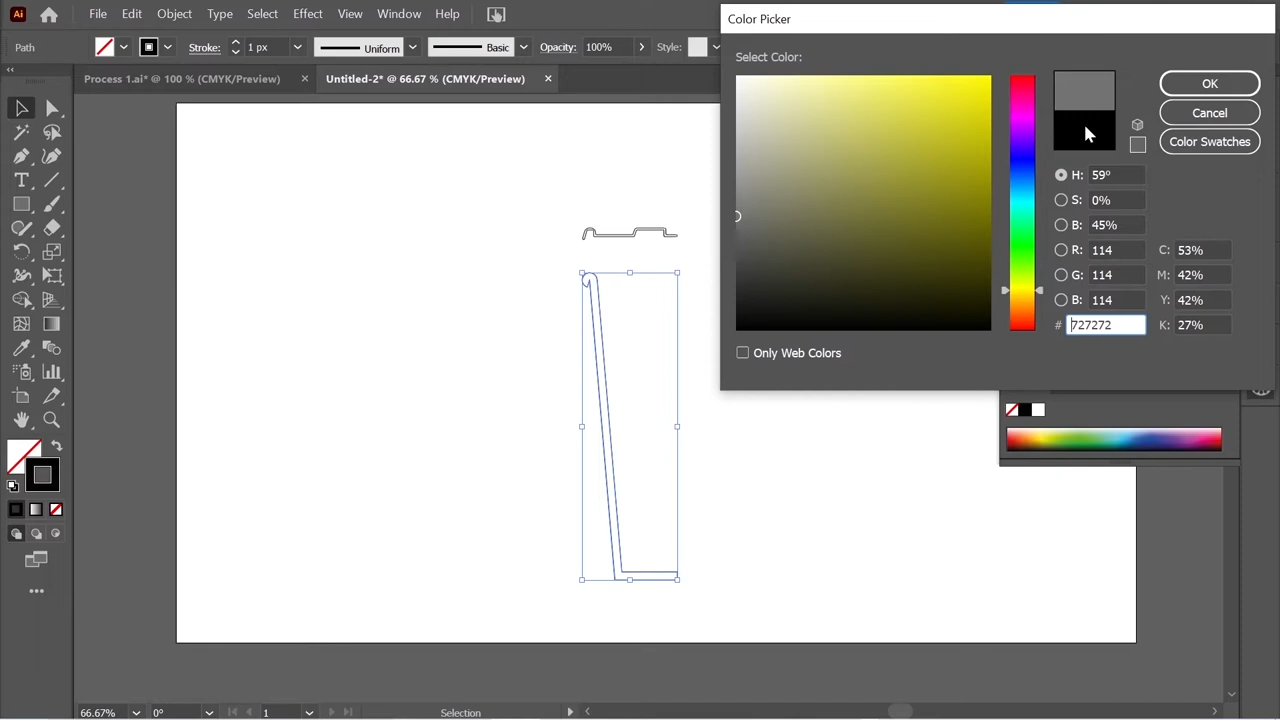 Ai File Edit Object Type Select Effect View Window Help
Color Picker
Path Stroke: 1 px Uniform Basic Opacity: 100% Style:
Process 1.ai* @ 100 % (CMYK/Preview) × Untitled-2* @ 66.67 % (CMYK/Preview) ×
Select Color:
OK
Cancel
Color Swatches
H: 59°
S: 0%
B: 45%
R: 114 C: 53%
G: 114 M: 42%
B: 114 Y: 42%
# 727272 K: 27%
Only Web Colors
66.67% 0° 1 Selection